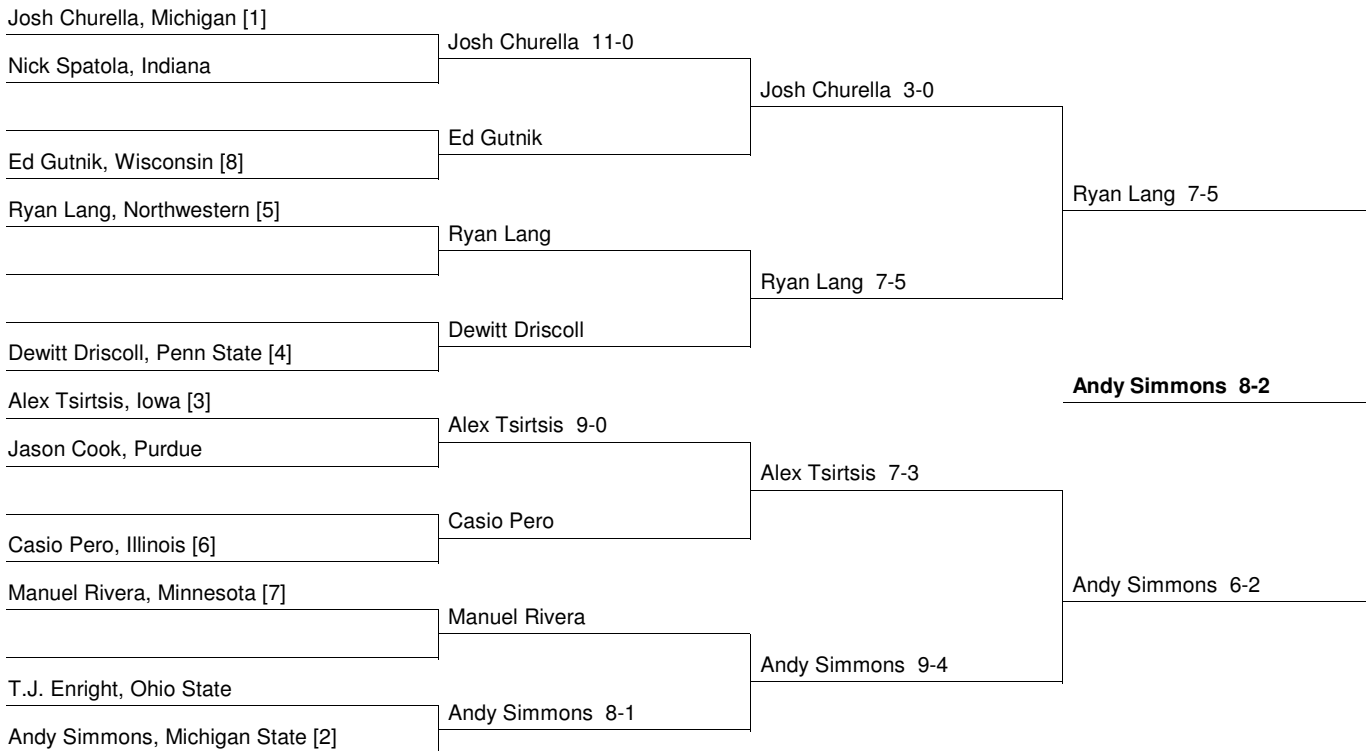 Josh Churella, Michigan [1]
Nick Spatola, Indiana
Ed Gutnik, Wisconsin [8]
Ryan Lang, Northwestern [5]
Dewitt Driscoll, Penn State [4]
Alex Tsirtsis, Iowa [3]
Jason Cook, Purdue
Casio Pero, Illinois [6]
Manuel Rivera, Minnesota [7]
T.J. Enright, Ohio State
Andy Simmons, Michigan State [2]
Josh Churella 11-0
Ed Gutnik
Ryan Lang
Dewitt Driscoll
Alex Tsirtsis 9-0
Casio Pero
Manuel Rivera
Andy Simmons 8-1
Josh Churella 3-0
Ryan Lang 7-5
Alex Tsirtsis 7-3
Andy Simmons 9-4
Ryan Lang 7-5
Andy Simmons 8-2
Andy Simmons 6-2